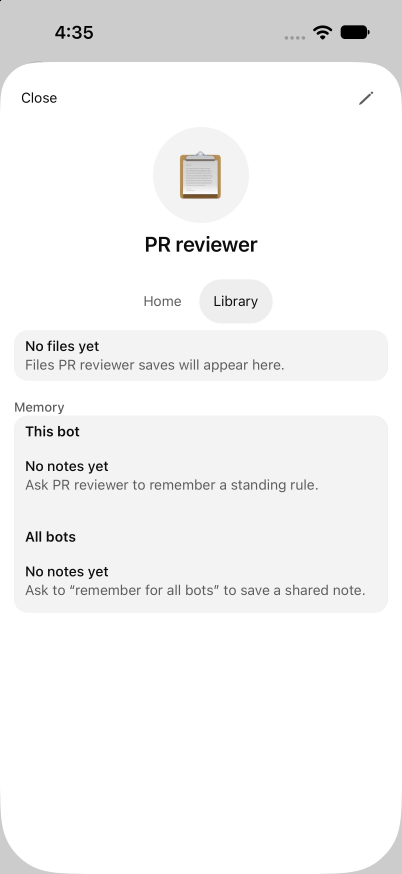 4:35
Close
PR reviewer
Home
Library
No files yet
Files PR reviewer saves will appear here.
Memory
This bot
No notes yet
Ask PR reviewer to remember a standing rule.
All bots
No notes yet
Ask to “remember for all bots” to save a shared note.